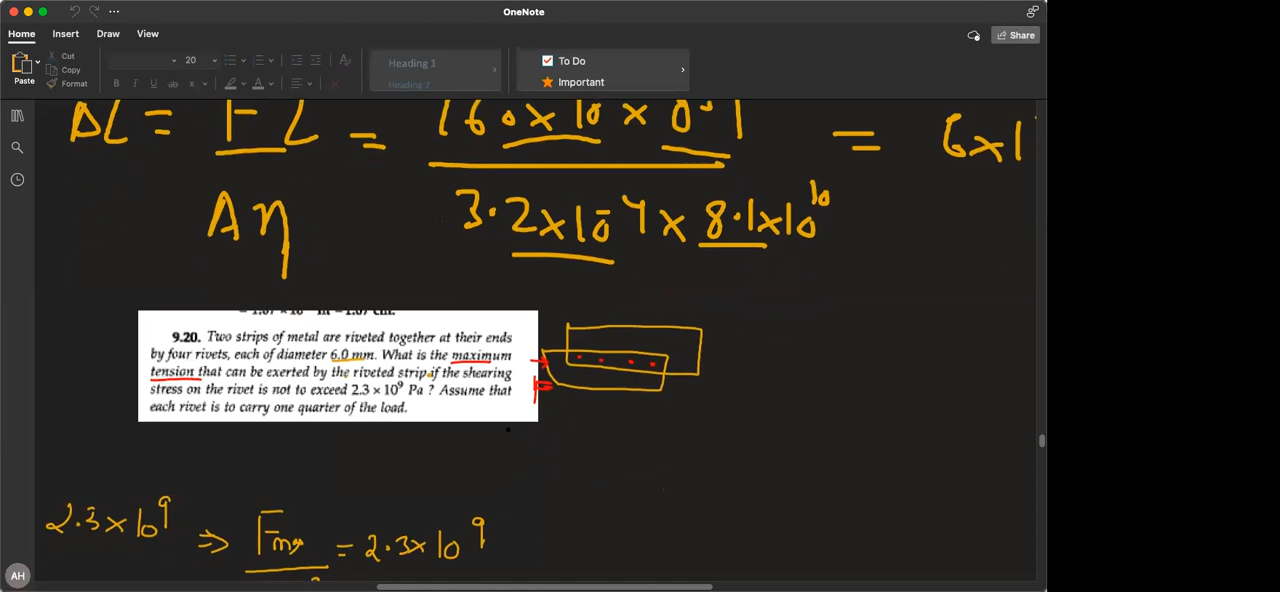 OneNote
Home Insert Draw View
Share
Paste
Cut
Copy
Format
20
Heading 1
Heading 2
To Do
Important
ΔL = F L = 160 × 10 × 0.1 = 6×1
Aη 3.2×10⁻⁴ × 8.1×10¹⁰
9.20. Two strips of metal are riveted together at their ends
by four rivets, each of diameter 6.0 mm. What is the maximum
tension that can be exerted by the riveted strip if the shearing
stress on the rivet is not to exceed 2.3 × 10⁹ Pa ? Assume that
each rivet is to carry one quarter of the load.
2.3×10⁹ ⇒ F = 2.3×10⁹
AH